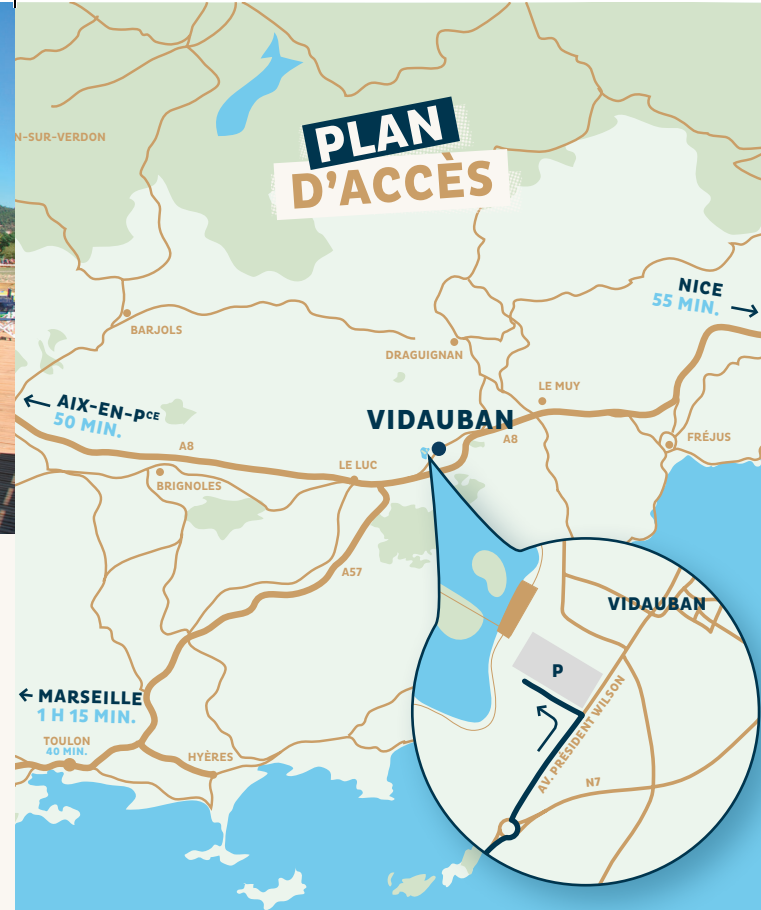 PLAN
D'ACCÈS
N-SUR-VERDON
NICE
55 MIN.
BARJOLS
DRAGUIGNAN
LE MUY
AIX-EN-PCE
50 MIN.
VIDAUBAN
A8
A8
FRÉJUS
LE LUC
BRIGNOLES
A57
VIDAUBAN
P
AV. PRÉSIDENT WILSON
N7
MARSEILLE
1 H 15 MIN.
TOULON
40 MIN.
HYÈRES